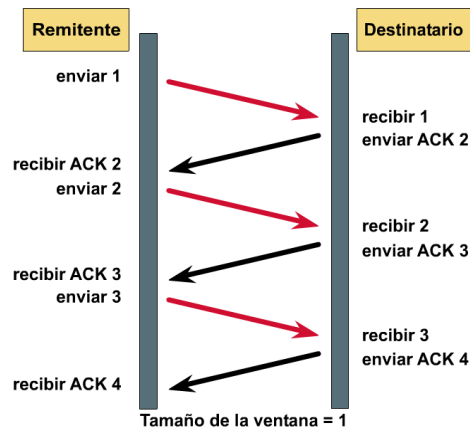 Remitente
Destinatario
enviar 1
recibir 1
enviar ACK 2
recibir ACK 2
enviar 2
recibir 2
enviar ACK 3
recibir ACK 3
enviar 3
recibir 3
enviar ACK 4
recibir ACK 4
Tamaño de la ventana = 1